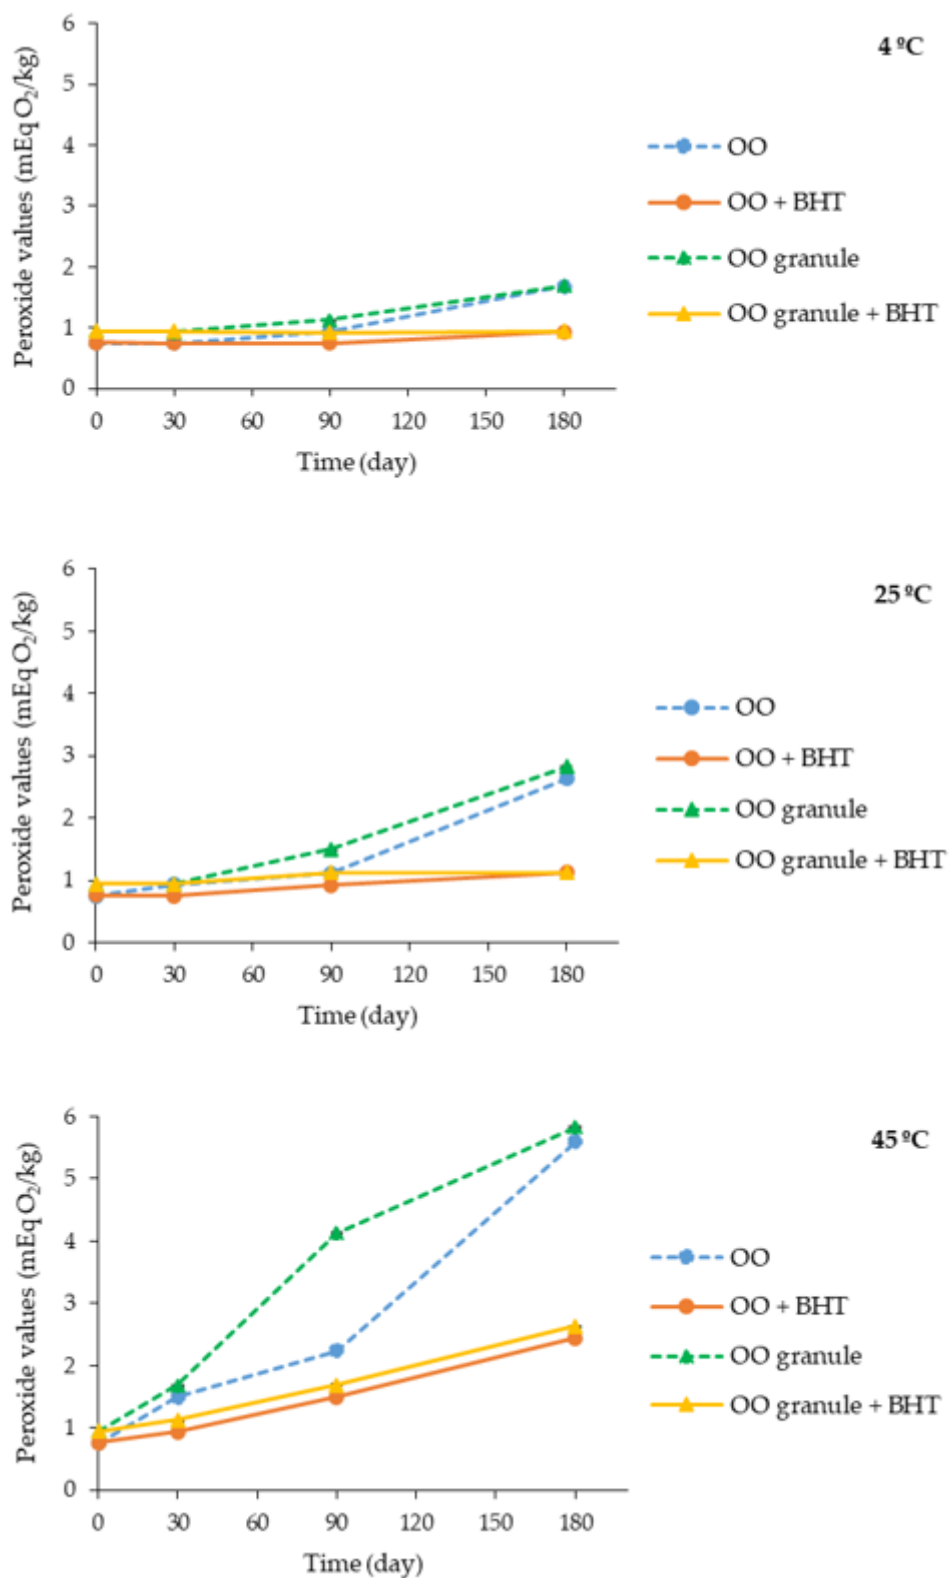 4 ºC
Peroxide values (mEq O2/kg)
6
5
4
3
2
1
0
0 30 60 90 120 150 180
Time (day)
OO
OO + BHT
OO granule
OO granule + BHT
25 ºC
Peroxide values (mEq O2/kg)
6
5
4
3
2
1
0
0 30 60 90 120 150 180
Time (day)
OO
OO + BHT
OO granule
OO granule + BHT
45 ºC
Peroxide values (mEq O2/kg)
6
5
4
3
2
1
0
0 30 60 90 120 150 180
Time (day)
OO
OO + BHT
OO granule
OO granule + BHT